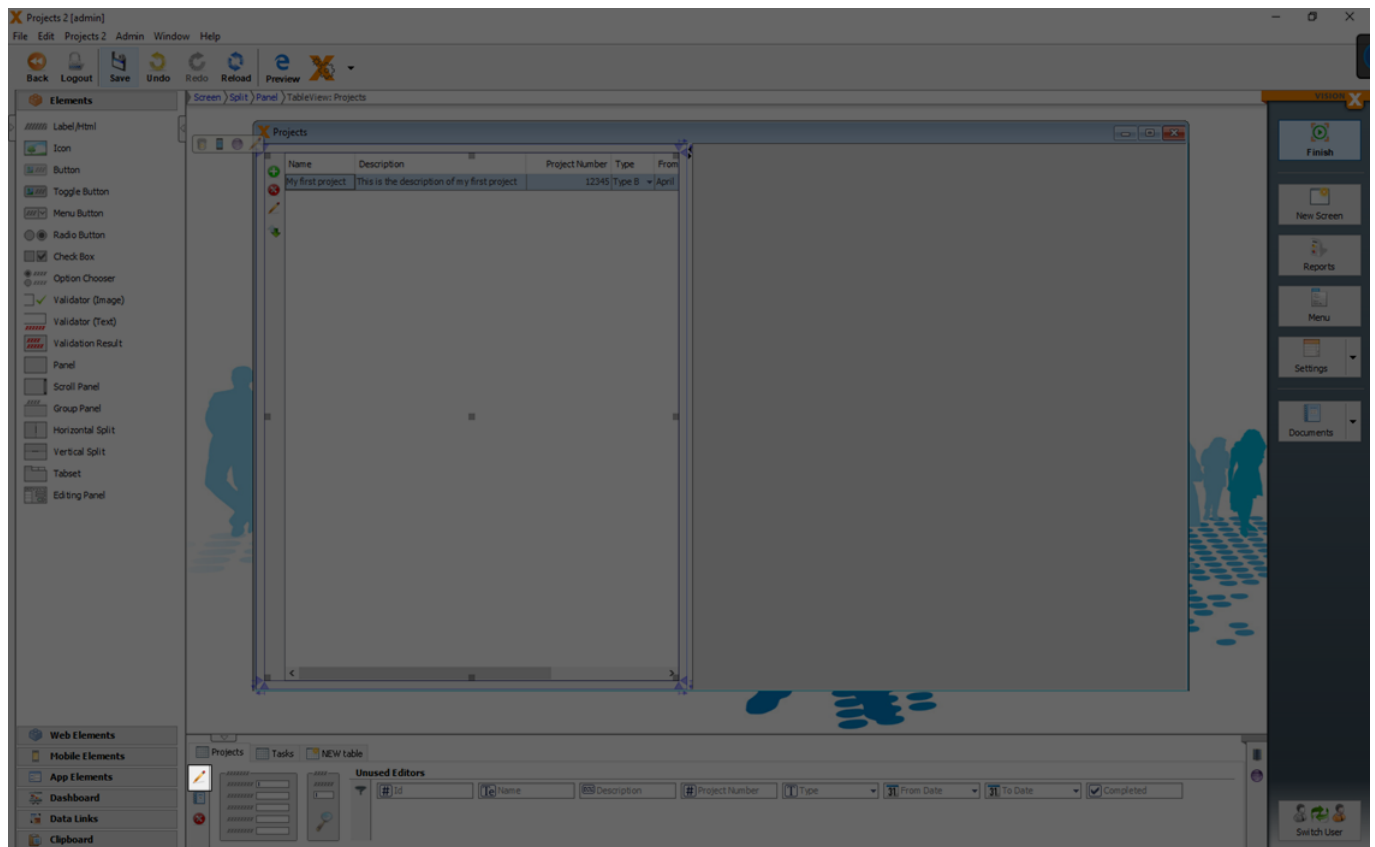 Projects 2 [admin]
File Edit Projects 2 Admin Window Help
Back Logout Save Undo Redo Reload Preview
Elements
Screen Split Panel TableView: Projects
VISION X
Label/Html
Icon
Button
Toggle Button
Menu Button
Radio Button
Check Box
Option Chooser
Validator (Image)
Validator (Text)
Validation Result
Panel
Scroll Panel
Group Panel
Horizontal Split
Vertical Split
Tabset
Editing Panel
Web Elements
Mobile Elements
App Elements
Dashboard
Data Links
Clipboard
Projects
Name Description Project Number Type From
My first project This is the description of my first project 12345 Type B April
Projects Tasks NEW table
Unused Editors
# Id Te Name Description # Project Number T Type 31 From Date 31 To Date Completed
Finish
New Screen
Reports
Menu
Settings
Documents
Switch User